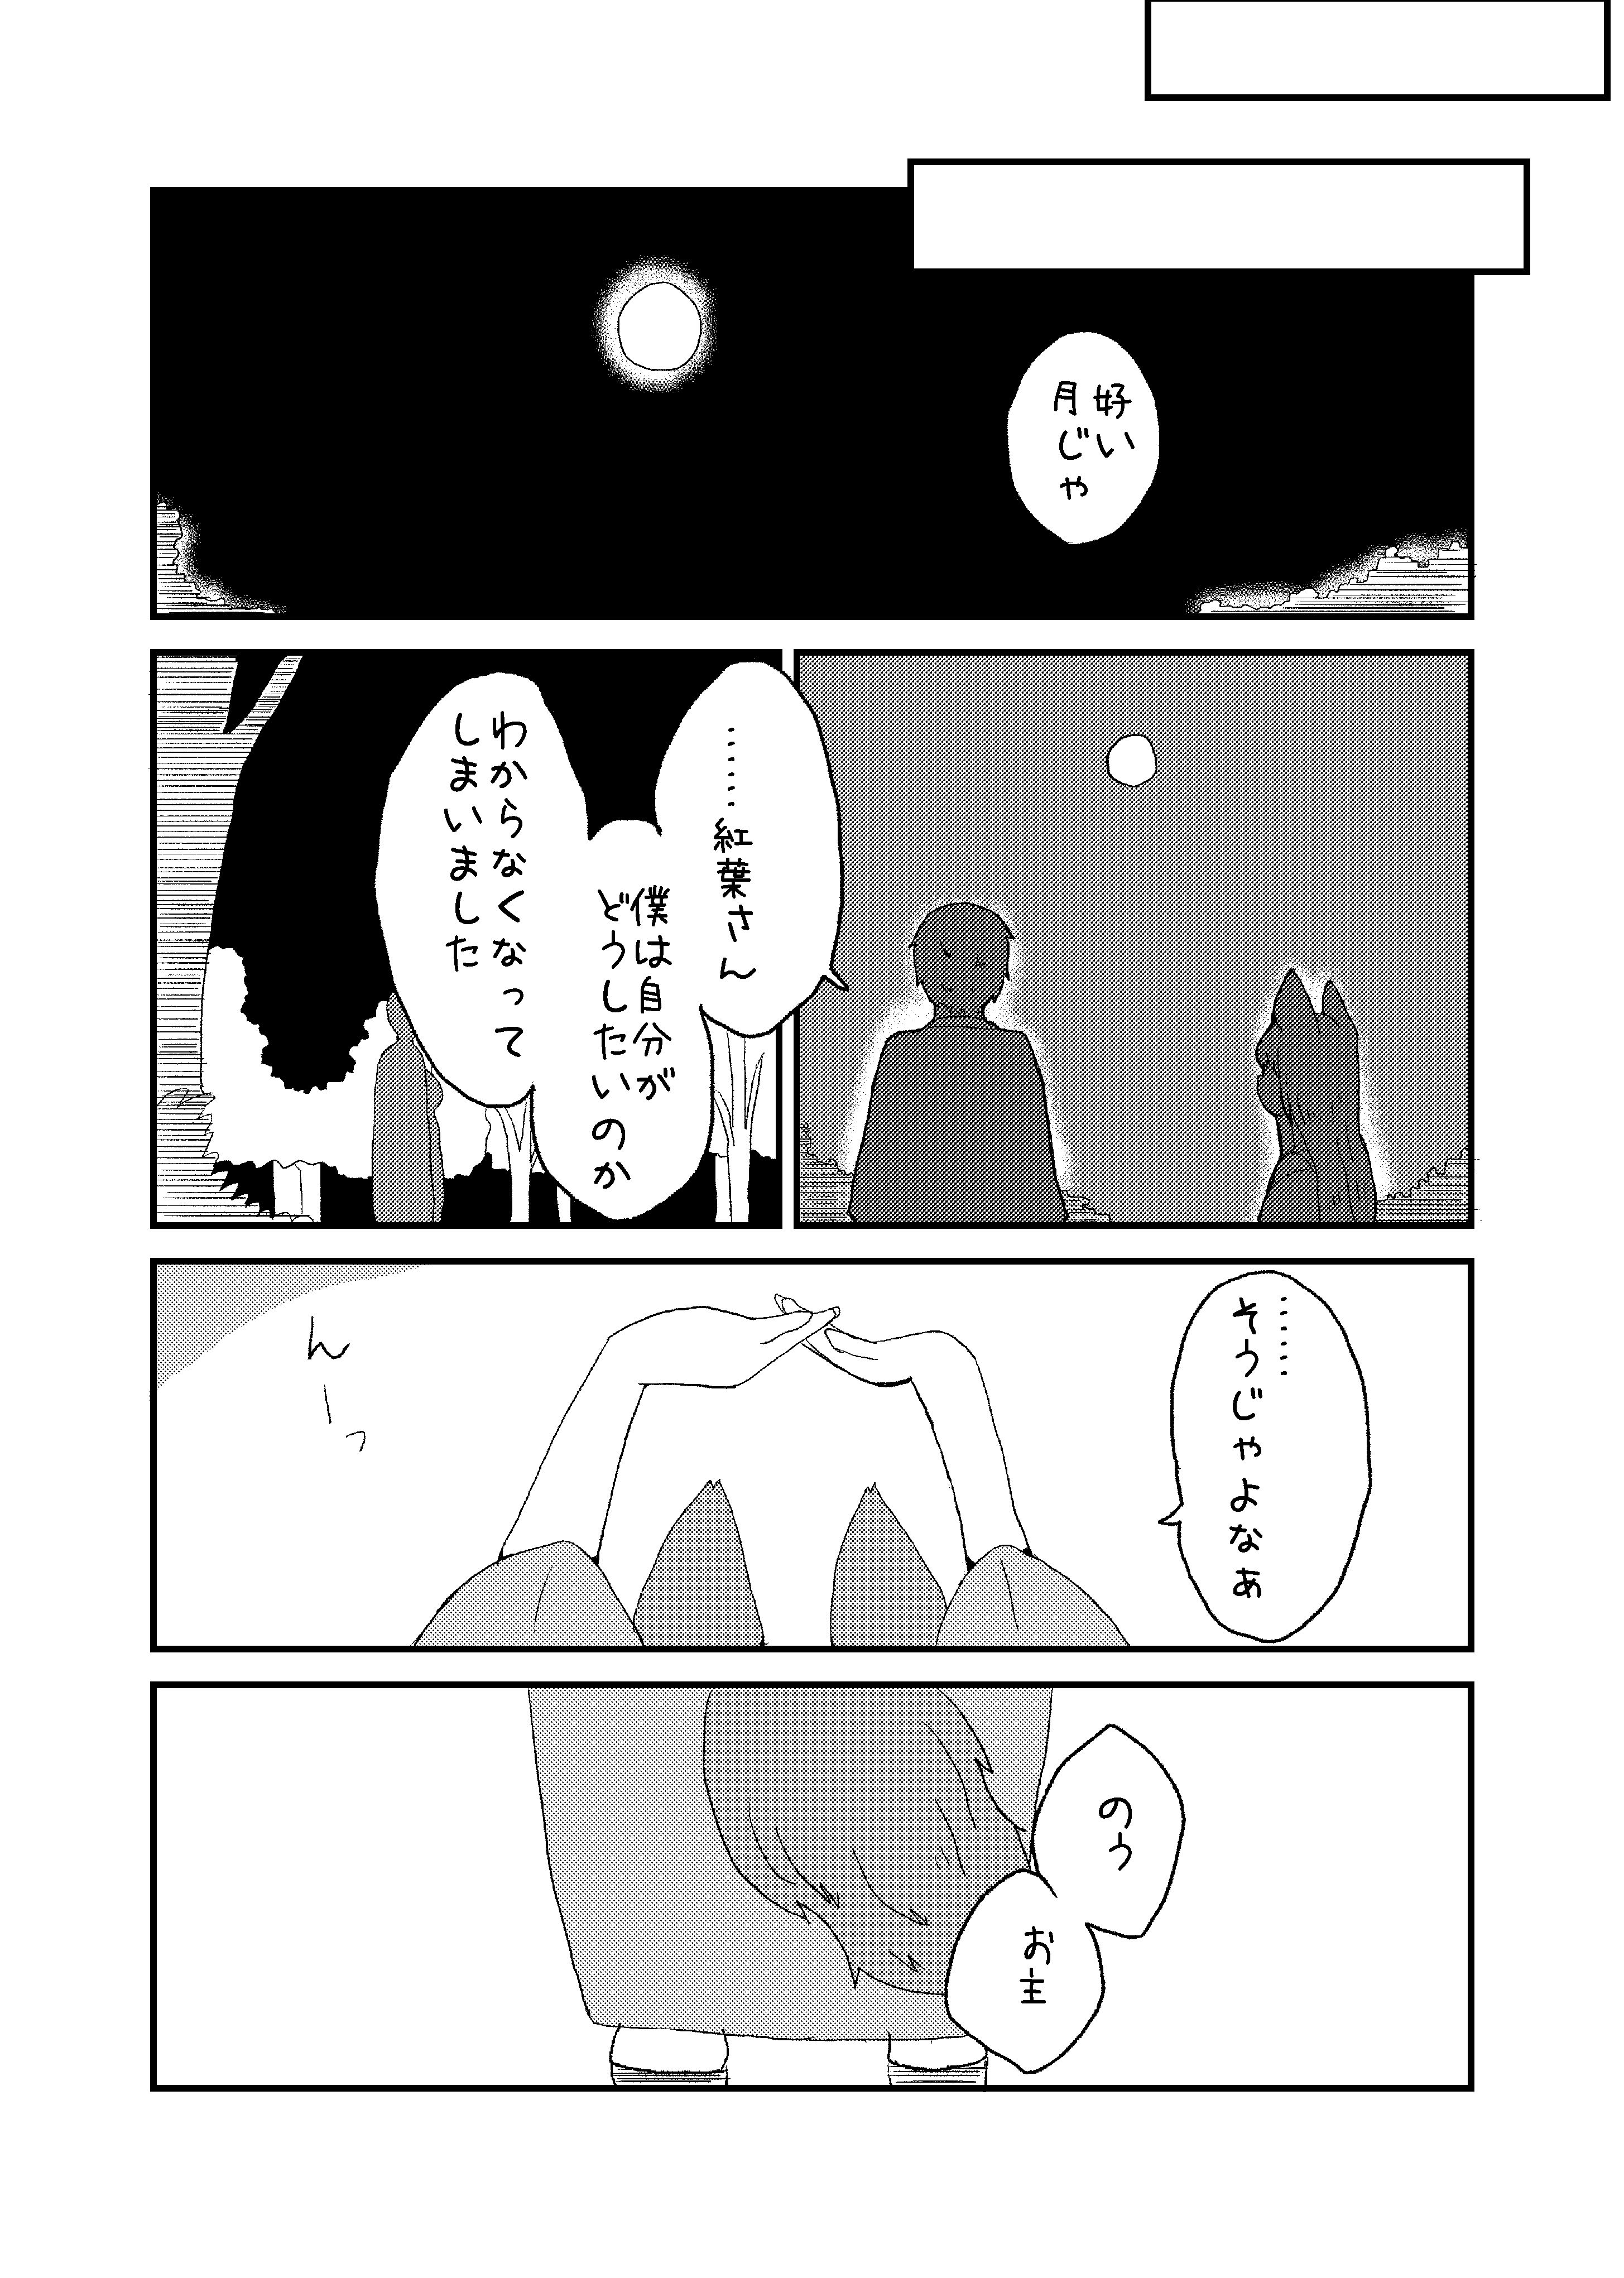 好い
月じゃ
……紅葉さん
僕は自分が
どうしたいのか
わからなくなって
しまいました
……
そうじゃよなぁ
んーっ
のう
お主